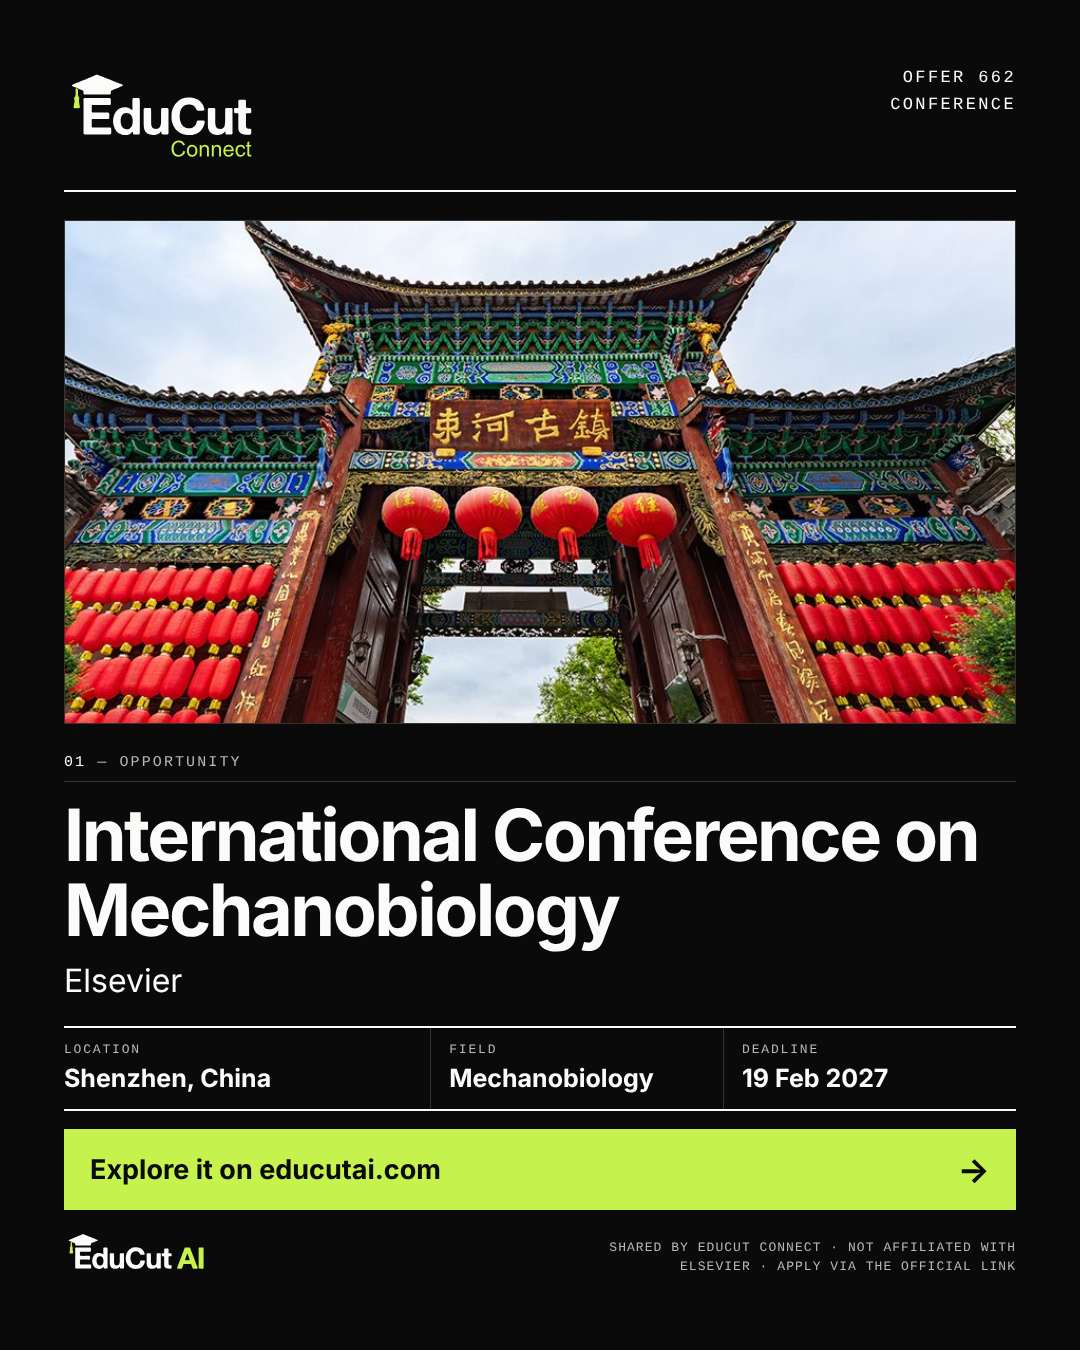 EduCut
Connect
OFFER 662
CONFERENCE
束河古鎮
01 — OPPORTUNITY
International Conference on
Mechanobiology
Elsevier
LOCATION
Shenzhen, China
FIELD
Mechanobiology
DEADLINE
19 Feb 2027
Explore it on educutai.com
EduCut AI
SHARED BY EDUCUT CONNECT · NOT AFFILIATED WITH
ELSEVIER · APPLY VIA THE OFFICIAL LINK